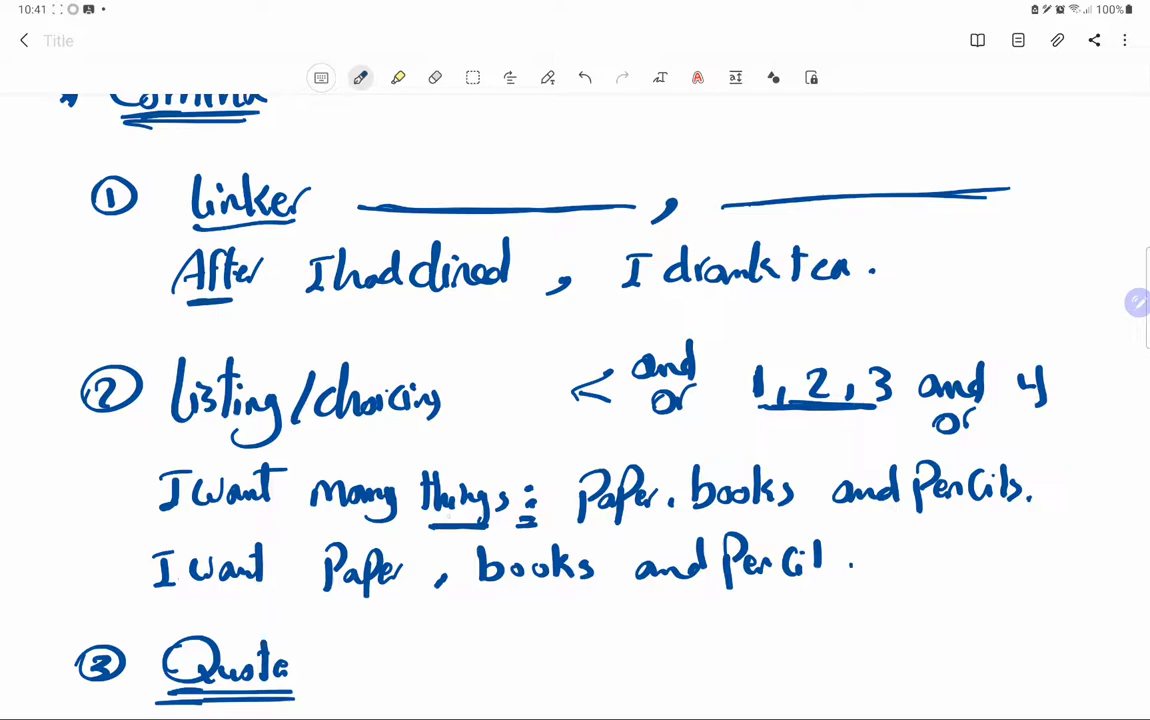 10:41 100%
Title
* Comma
① linker ________ , ________
After I had dined , I drank tea .
② listing/choicing < and or 1, 2, 3 and or 4
I want many things : Paper. books and Pencils.
I want Paper , books and Pencil .
③ Quote